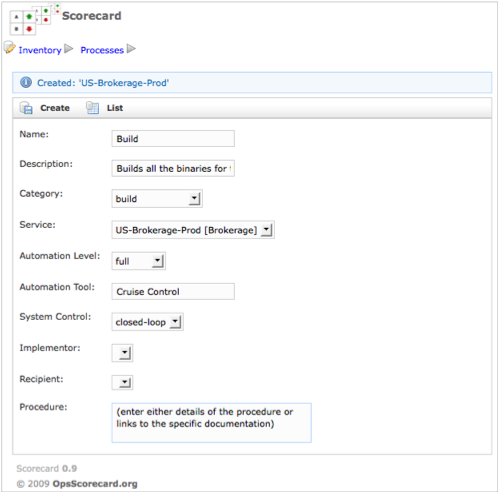 Scorecard
Inventory Processes
Created: 'US-Brokerage-Prod'
Create List
Name: Build
Description: Builds all the binaries for
Category: build
Service: US-Brokerage-Prod [Brokerage]
Automation Level: full
Automation Tool: Cruise Control
System Control: closed-loop
Implementor:
Recipient:
Procedure: (enter either details of the procedure or
links to the specific documentation)
Scorecard 0.9
© 2009 OpsScorecard.org